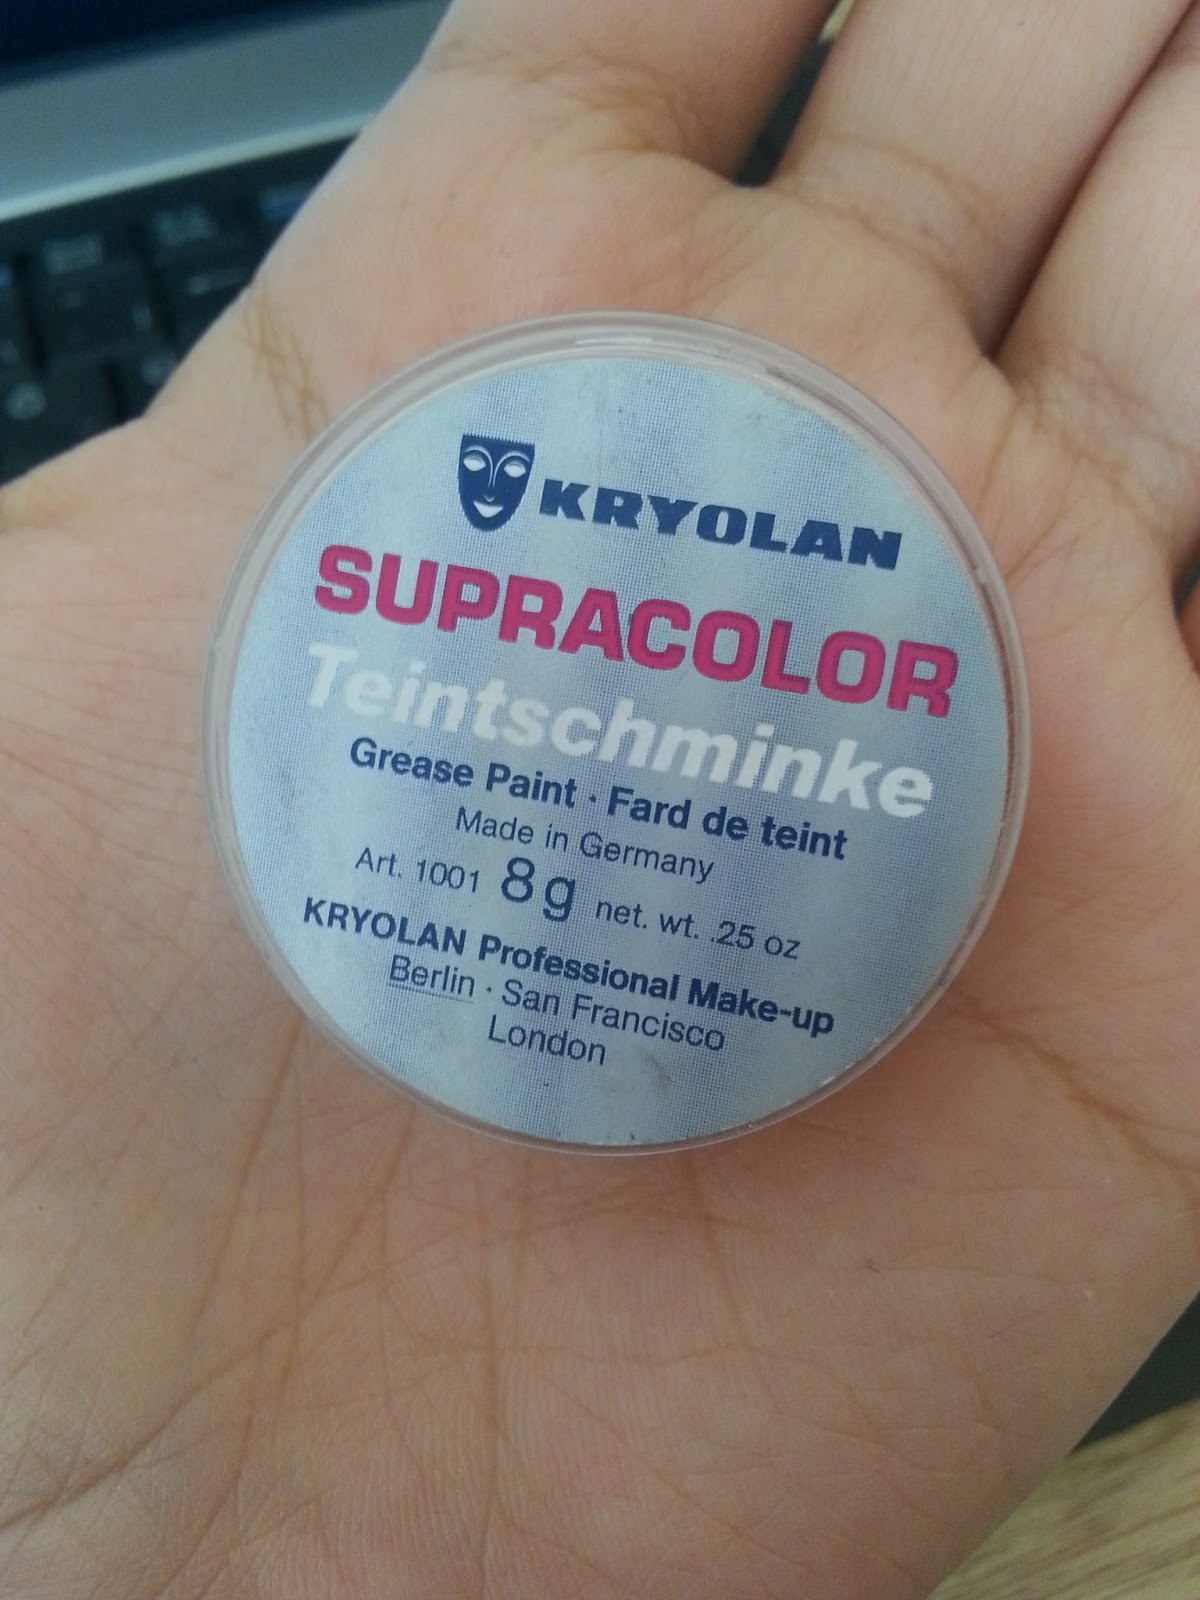 KRYOLAN
SUPRACOLOR
Teintschminke
Grease Paint · Fard de teint
Made in Germany
Art. 1001 8g net. wt. .25 oz
KRYOLAN Professional Make-up
Berlin · San Francisco
London